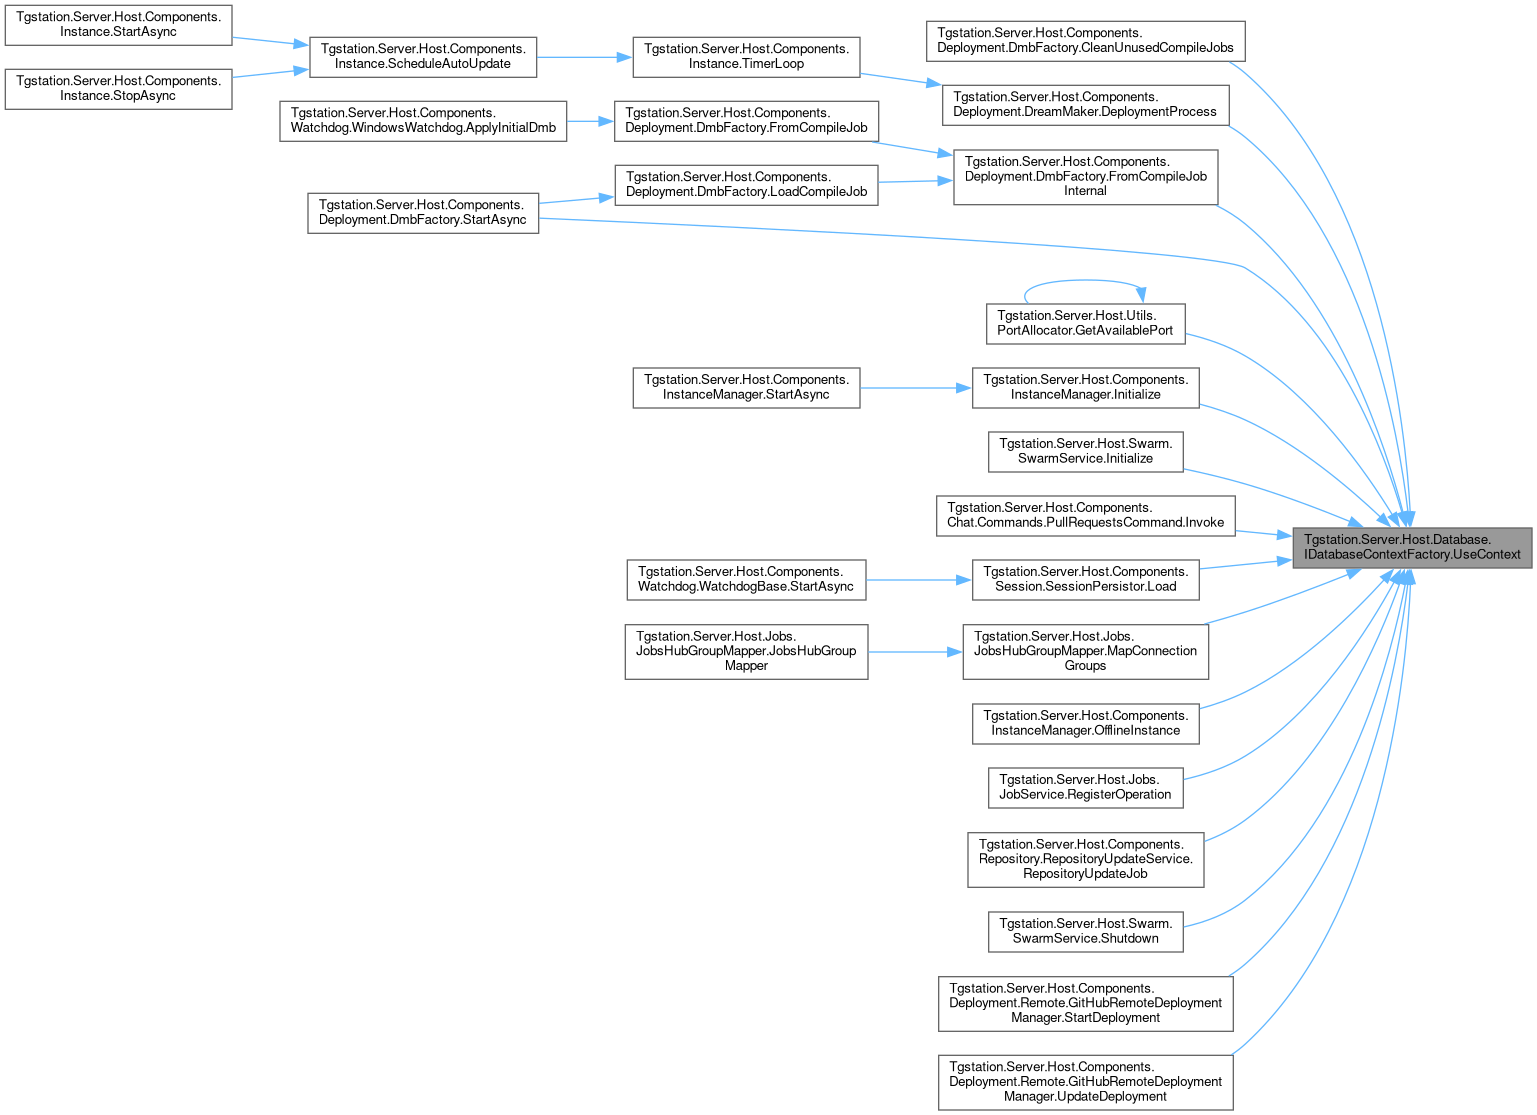 Tgstation.Server.Host.Components.
Instance.StartAsync
Tgstation.Server.Host.Components.
Instance.StopAsync
Tgstation.Server.Host.Components.
Instance.ScheduleAutoUpdate
Tgstation.Server.Host.Components.
Instance.TimerLoop
Tgstation.Server.Host.Components.
Deployment.DmbFactory.CleanUnusedCompileJobs
Tgstation.Server.Host.Components.
Deployment.DreamMaker.DeploymentProcess
Tgstation.Server.Host.Components.
Watchdog.WindowsWatchdog.ApplyInitialDmb
Tgstation.Server.Host.Components.
Deployment.DmbFactory.FromCompileJob
Tgstation.Server.Host.Components.
Deployment.DmbFactory.FromCompileJob
Internal
Tgstation.Server.Host.Components.
Deployment.DmbFactory.LoadCompileJob
Tgstation.Server.Host.Components.
Deployment.DmbFactory.StartAsync
Tgstation.Server.Host.Utils.
PortAllocator.GetAvailablePort
Tgstation.Server.Host.Components.
InstanceManager.StartAsync
Tgstation.Server.Host.Components.
InstanceManager.Initialize
Tgstation.Server.Host.Swarm.
SwarmService.Initialize
Tgstation.Server.Host.Components.
Chat.Commands.PullRequestsCommand.Invoke
Tgstation.Server.Host.Database.
IDatabaseContextFactory.UseContext
Tgstation.Server.Host.Components.
Watchdog.WatchdogBase.StartAsync
Tgstation.Server.Host.Components.
Session.SessionPersistor.Load
Tgstation.Server.Host.Jobs.
JobsHubGroupMapper.JobsHubGroup
Mapper
Tgstation.Server.Host.Jobs.
JobsHubGroupMapper.MapConnection
Groups
Tgstation.Server.Host.Components.
InstanceManager.OfflineInstance
Tgstation.Server.Host.Jobs.
JobService.RegisterOperation
Tgstation.Server.Host.Components.
Repository.RepositoryUpdateService.
RepositoryUpdateJob
Tgstation.Server.Host.Swarm.
SwarmService.Shutdown
Tgstation.Server.Host.Components.
Deployment.Remote.GitHubRemoteDeployment
Manager.StartDeployment
Tgstation.Server.Host.Components.
Deployment.Remote.GitHubRemoteDeployment
Manager.UpdateDeployment